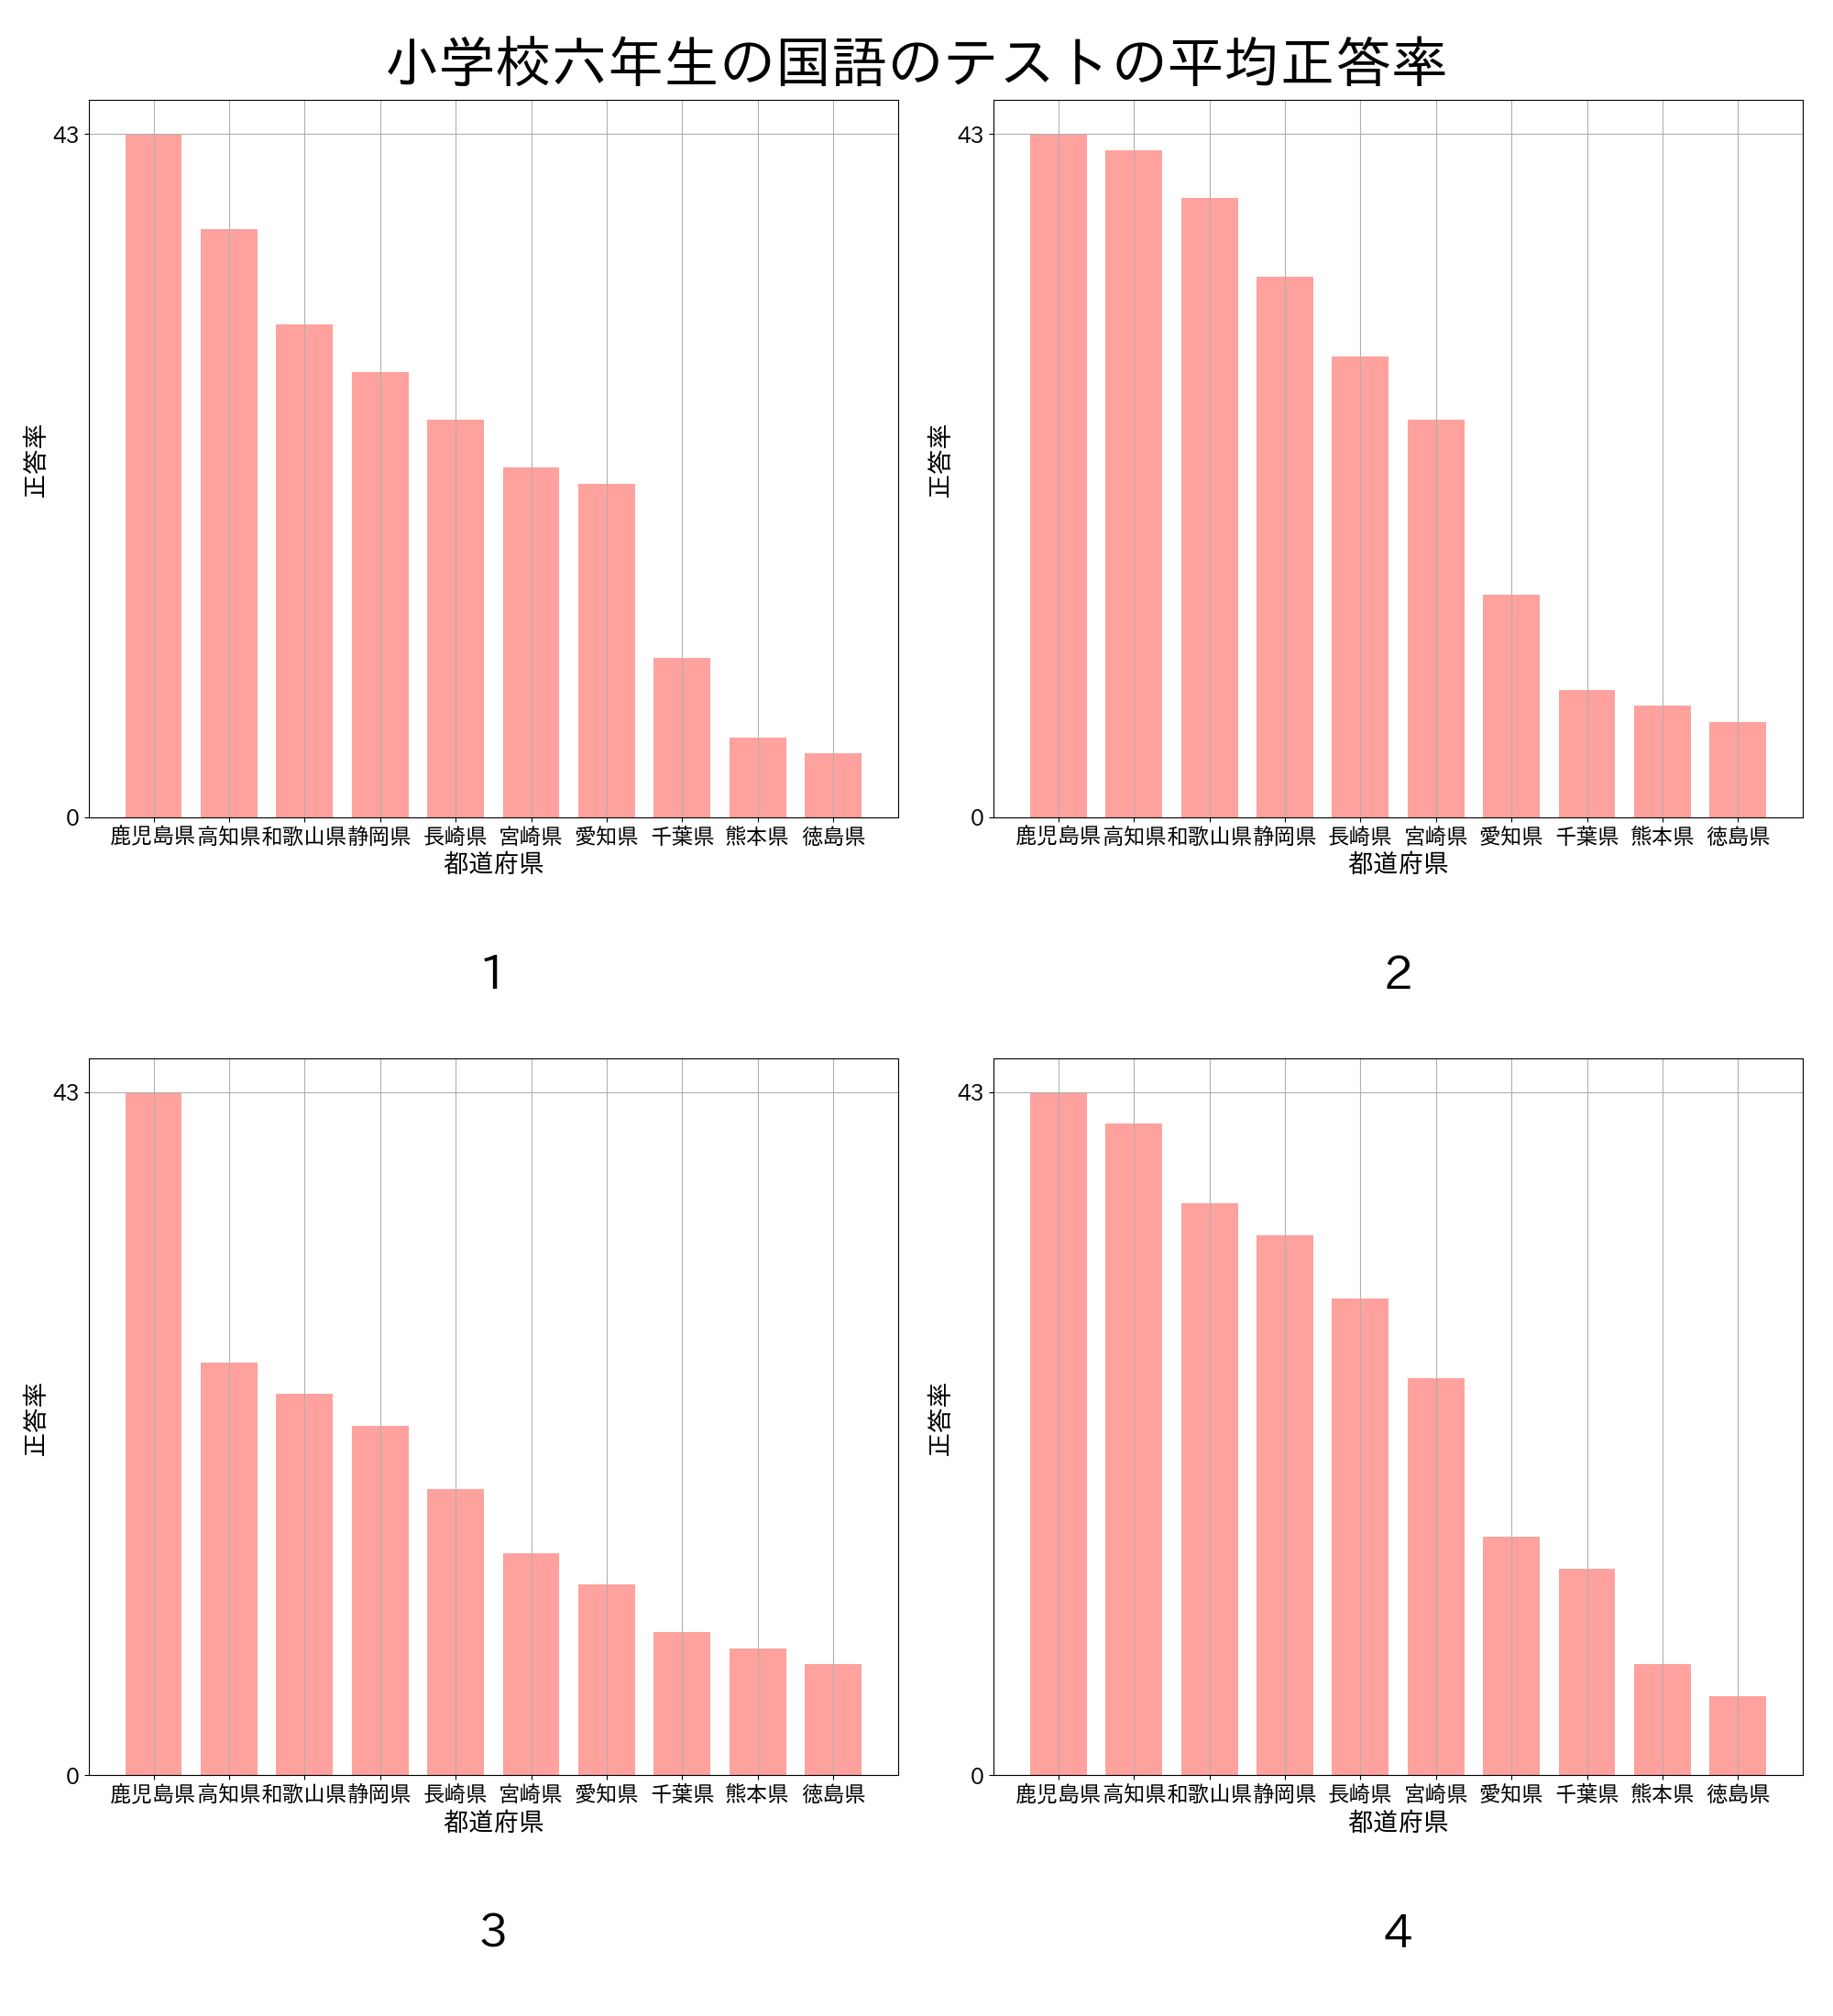 小学校六年生の国語のテストの平均正答率
43
0
正答率
鹿児島県 高知県 和歌山県 静岡県 長崎県 宮崎県 愛知県 千葉県 熊本県 徳島県
都道府県
1
43
0
正答率
鹿児島県 高知県 和歌山県 静岡県 長崎県 宮崎県 愛知県 千葉県 熊本県 徳島県
都道府県
2
43
0
正答率
鹿児島県 高知県 和歌山県 静岡県 長崎県 宮崎県 愛知県 千葉県 熊本県 徳島県
都道府県
3
43
0
正答率
鹿児島県 高知県 和歌山県 静岡県 長崎県 宮崎県 愛知県 千葉県 熊本県 徳島県
都道府県
4